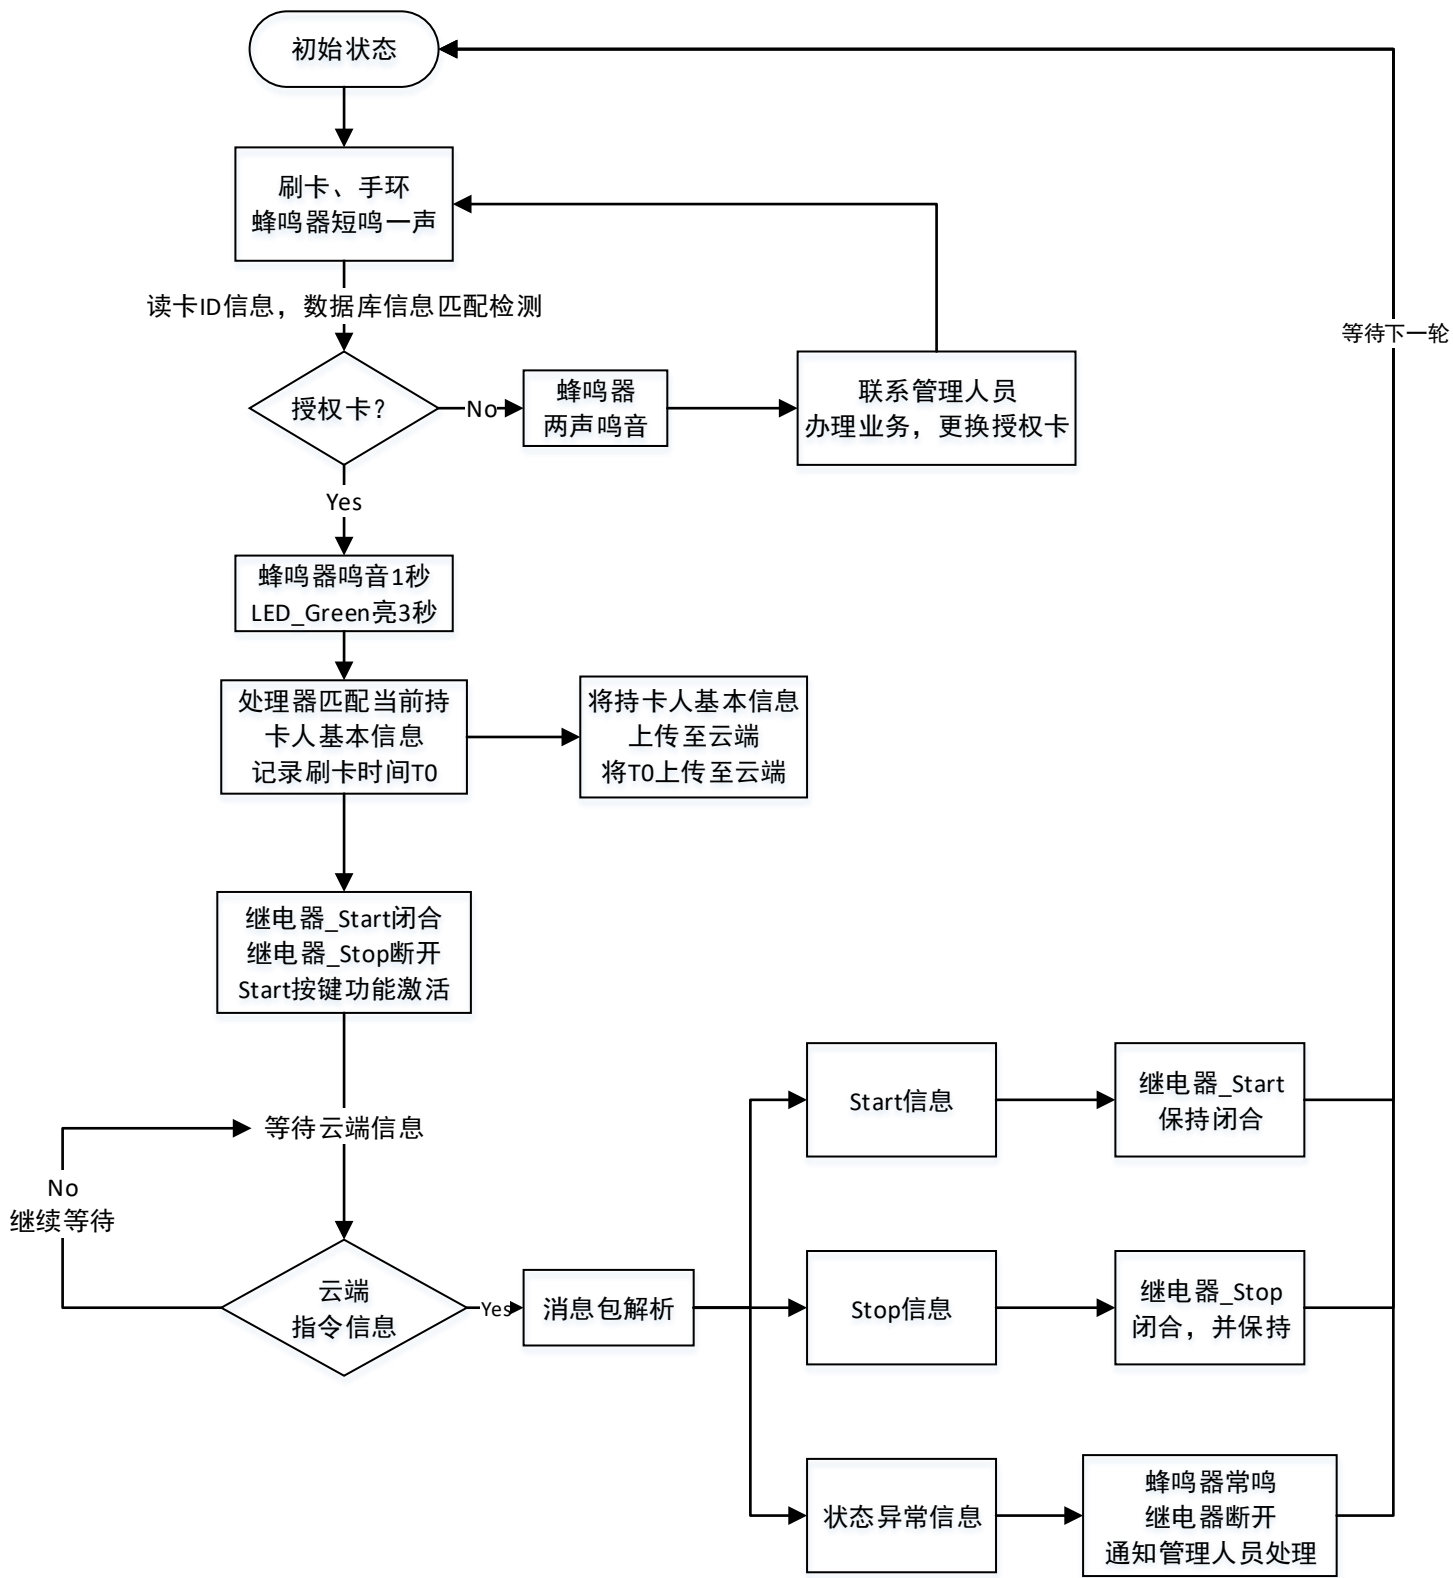 初始状态
刷卡、手环
蜂鸣器短鸣一声
读卡ID信息，数据库信息匹配检测
等待下一轮
授权卡？
No
蜂鸣器
两声鸣音
联系管理人员
办理业务，更换授权卡
Yes
蜂鸣器鸣音1秒
LED_Green亮3秒
处理器匹配当前持
卡人基本信息
记录刷卡时间T0
将持卡人基本信息
上传至云端
将T0上传至云端
继电器_Start闭合
继电器_Stop断开
Start按键功能激活
等待云端信息
No
继续等待
云端
指令信息
Yes
消息包解析
Start信息
继电器_Start
保持闭合
Stop信息
继电器_Stop
闭合，并保持
状态异常信息
蜂鸣器常鸣
继电器断开
通知管理人员处理